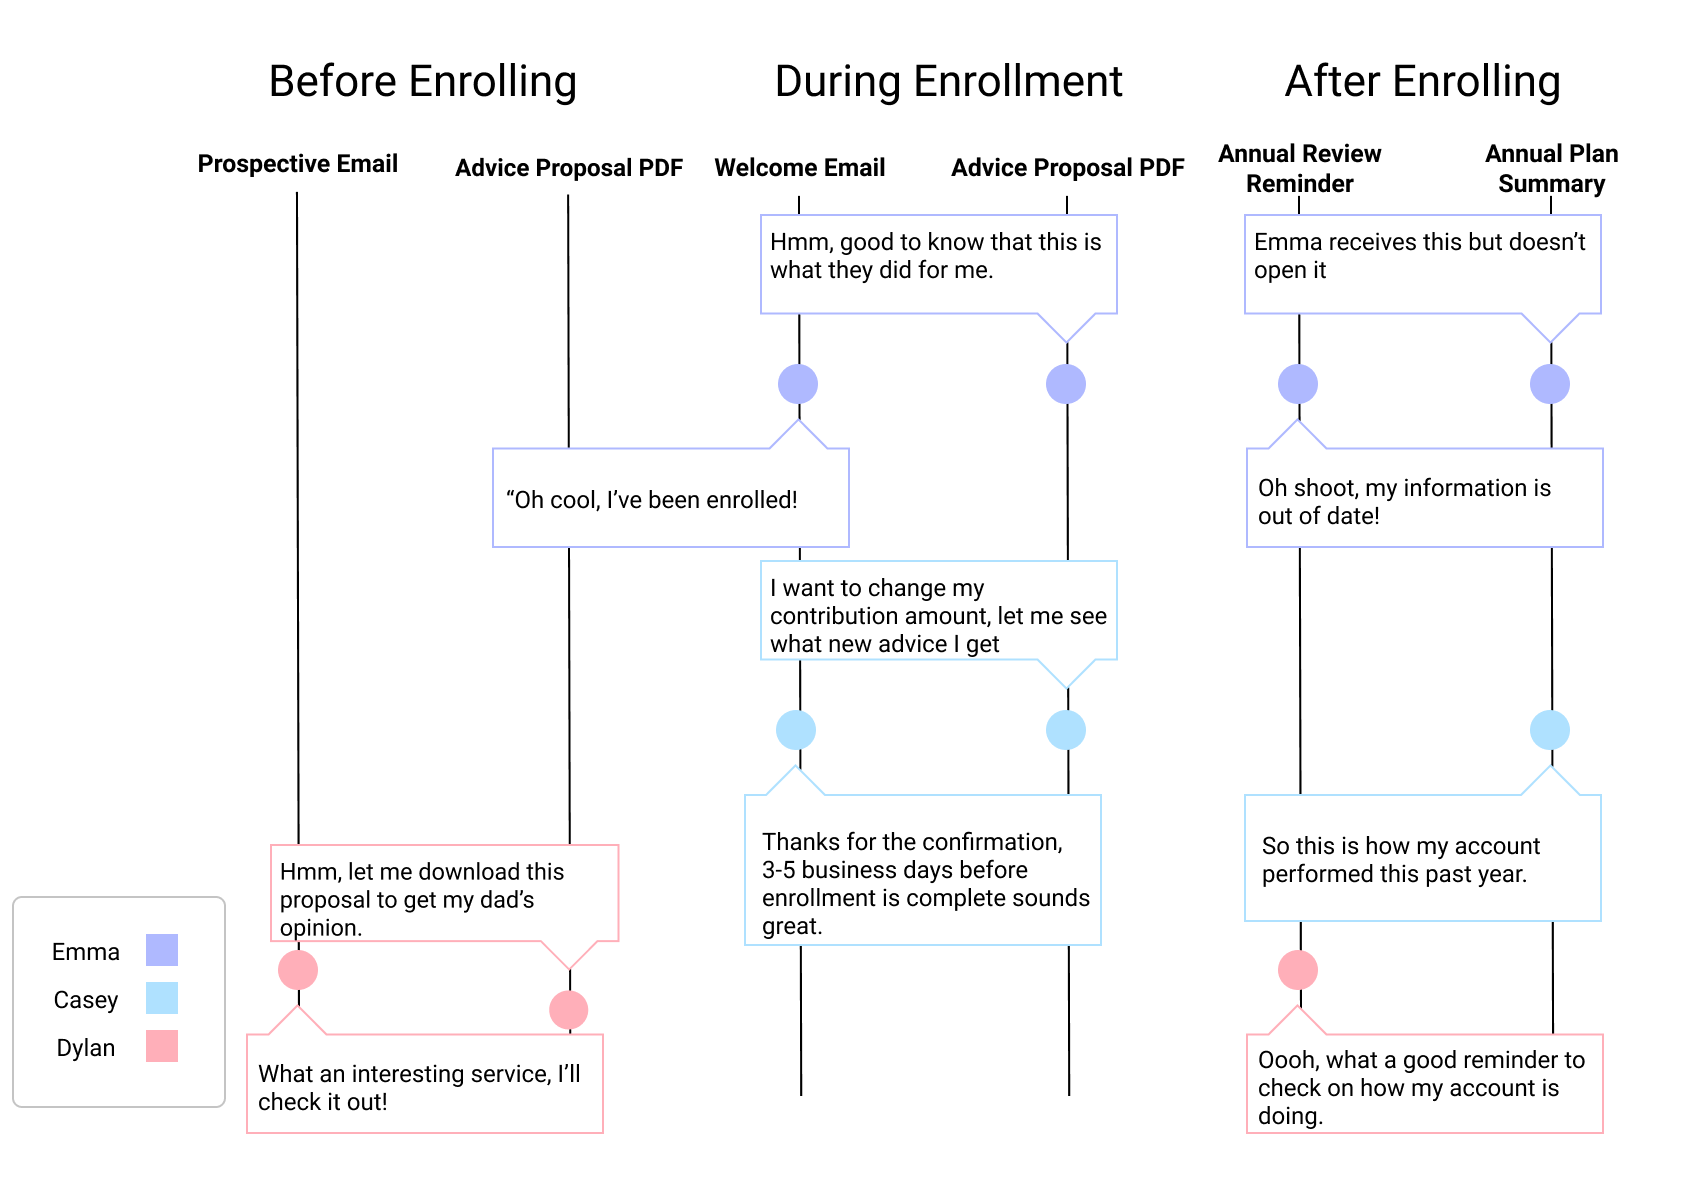 Before Enrolling
During Enrollment
After Enrolling
Prospective Email
Advice Proposal PDF
Welcome Email
Advice Proposal PDF
Annual Review
Reminder
Annual Plan
Summary
Hmm, good to know that this is
what they did for me.
Emma receives this but doesn’t
open it
“Oh cool, I’ve been enrolled!
Oh shoot, my information is
out of date!
I want to change my
contribution amount, let me see
what new advice I get
Thanks for the confirmation,
3-5 business days before
enrollment is complete sounds
great.
So this is how my account
performed this past year.
Hmm, let me download this
proposal to get my dad’s
opinion.
Emma
Casey
Dylan
What an interesting service, I’ll
check it out!
Oooh, what a good reminder to
check on how my account is
doing.